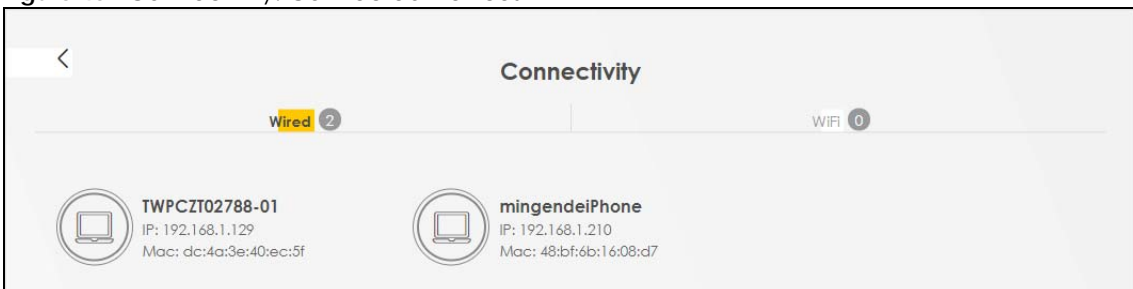 Connectivity
Wired 2
WiFi 0
TWPCZT02788-01
IP: 192.168.1.129
Mac: dc:4a:3e:40:ec:5f
mingendeiPhone
IP: 192.168.1.210
Mac: 48:bf:6b:16:08:d7